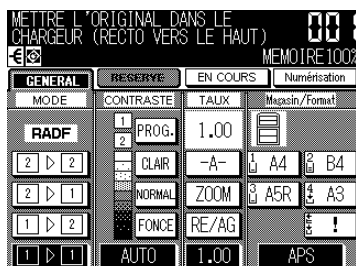 METTRE L'ORIGINAL DANS LE
CHARGEUR (RECTO VERS LE HAUT)
MEMOIRE100%
GENERAL RESERVE EN COURS Numérisation
MODE CONTRASTE TAUX Magasin/Format
RADF 1 2 PROG. 1.00
2 ▷ 2 CLAIR -A- 1 A4 2 B4
2 ▷ 1 NORMAL ZOOM 3 A5R 4 A3
1 ▷ 2 FONCE RE/AG !
1 ▷ 1 AUTO 1.00 APS